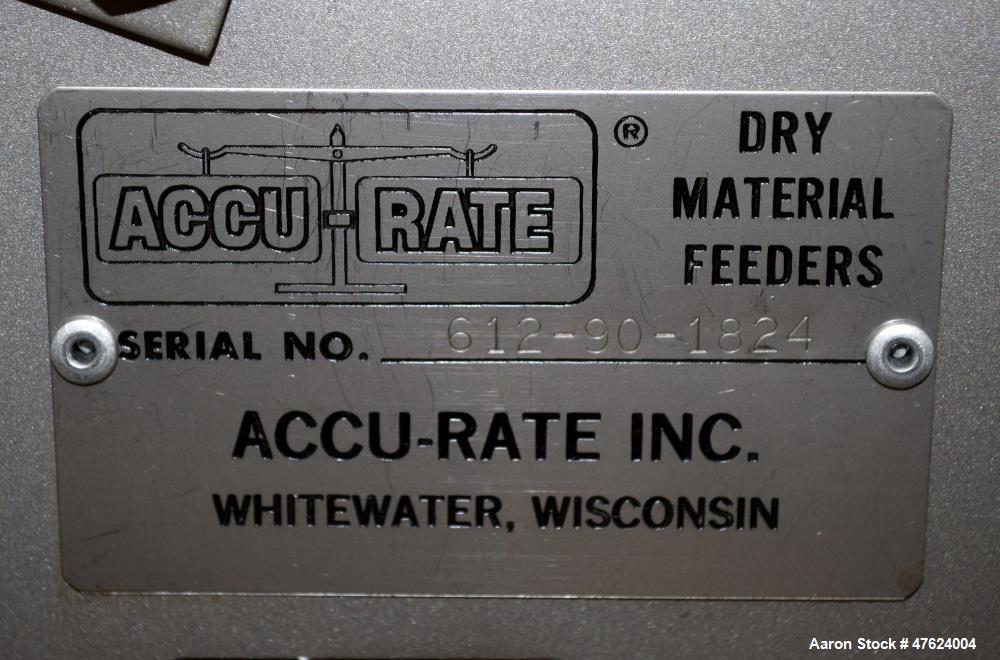 ACCU RATE ®
DRY
MATERIAL
FEEDERS
SERIAL NO. 612-90-1824
ACCU-RATE INC.
WHITEWATER, WISCONSIN
Aaron Stock # 47624004